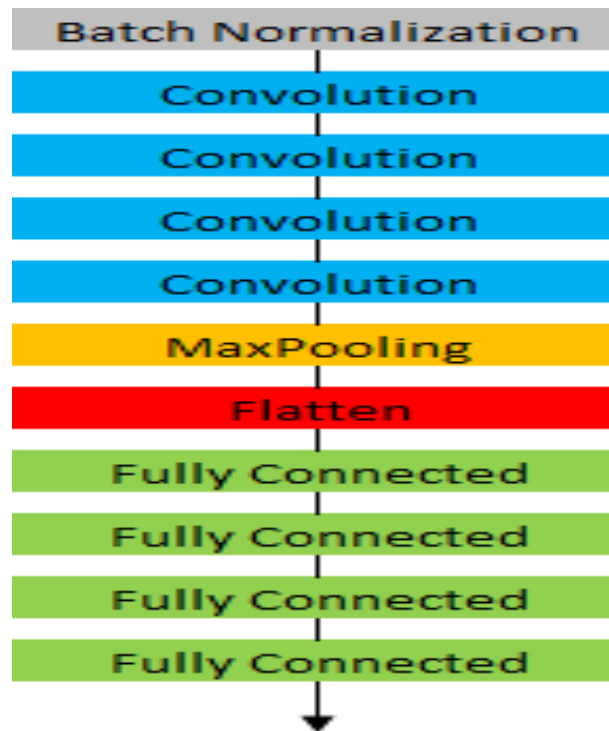 Batch Normalization
Convolution
Convolution
Convolution
Convolution
MaxPooling
Flatten
Fully Connected
Fully Connected
Fully Connected
Fully Connected